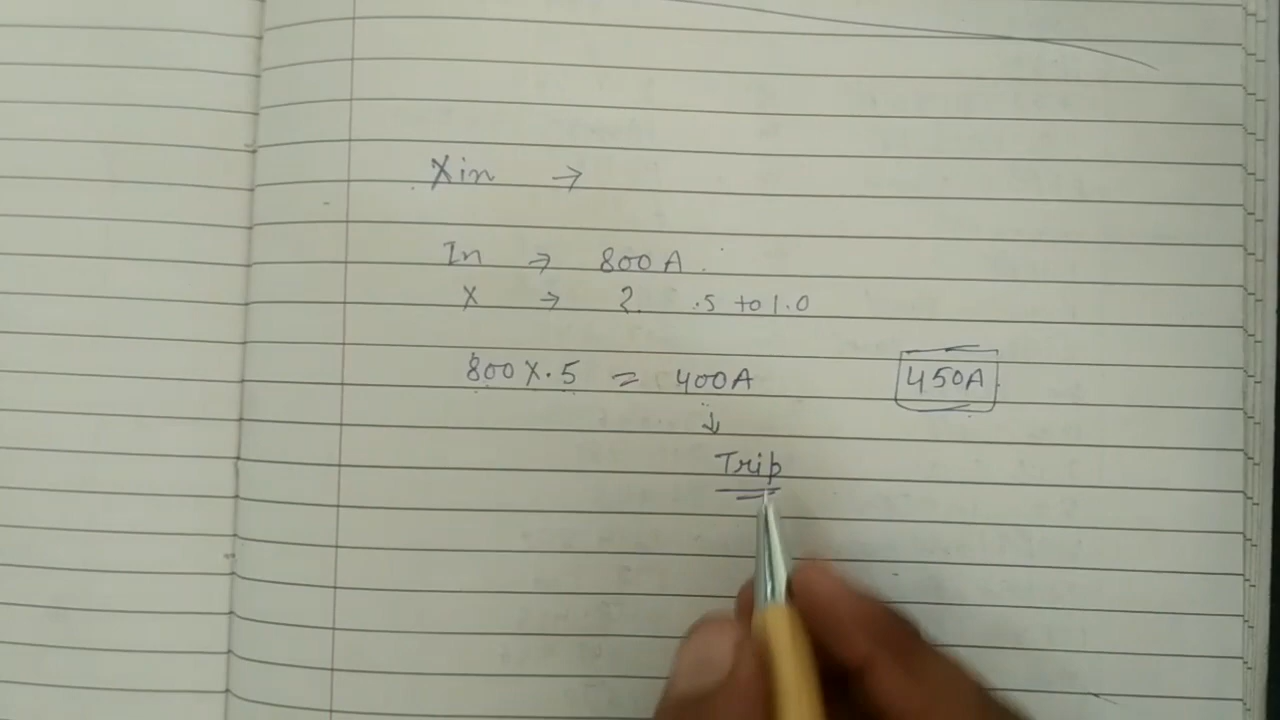 Xin →
In → 800A.
X → 2. .5 to 1.0
800 X .5 = 400A 450A
↓
Trip